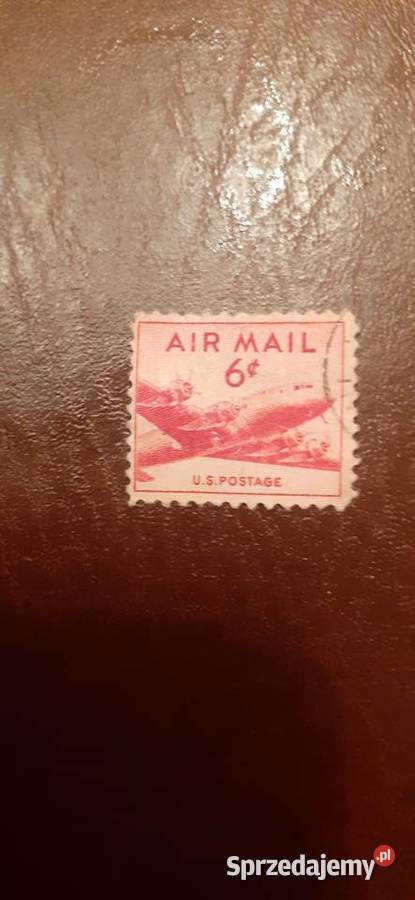 AIR MAIL
6¢
U.S. POSTAGE
Sprzedajemy.pl